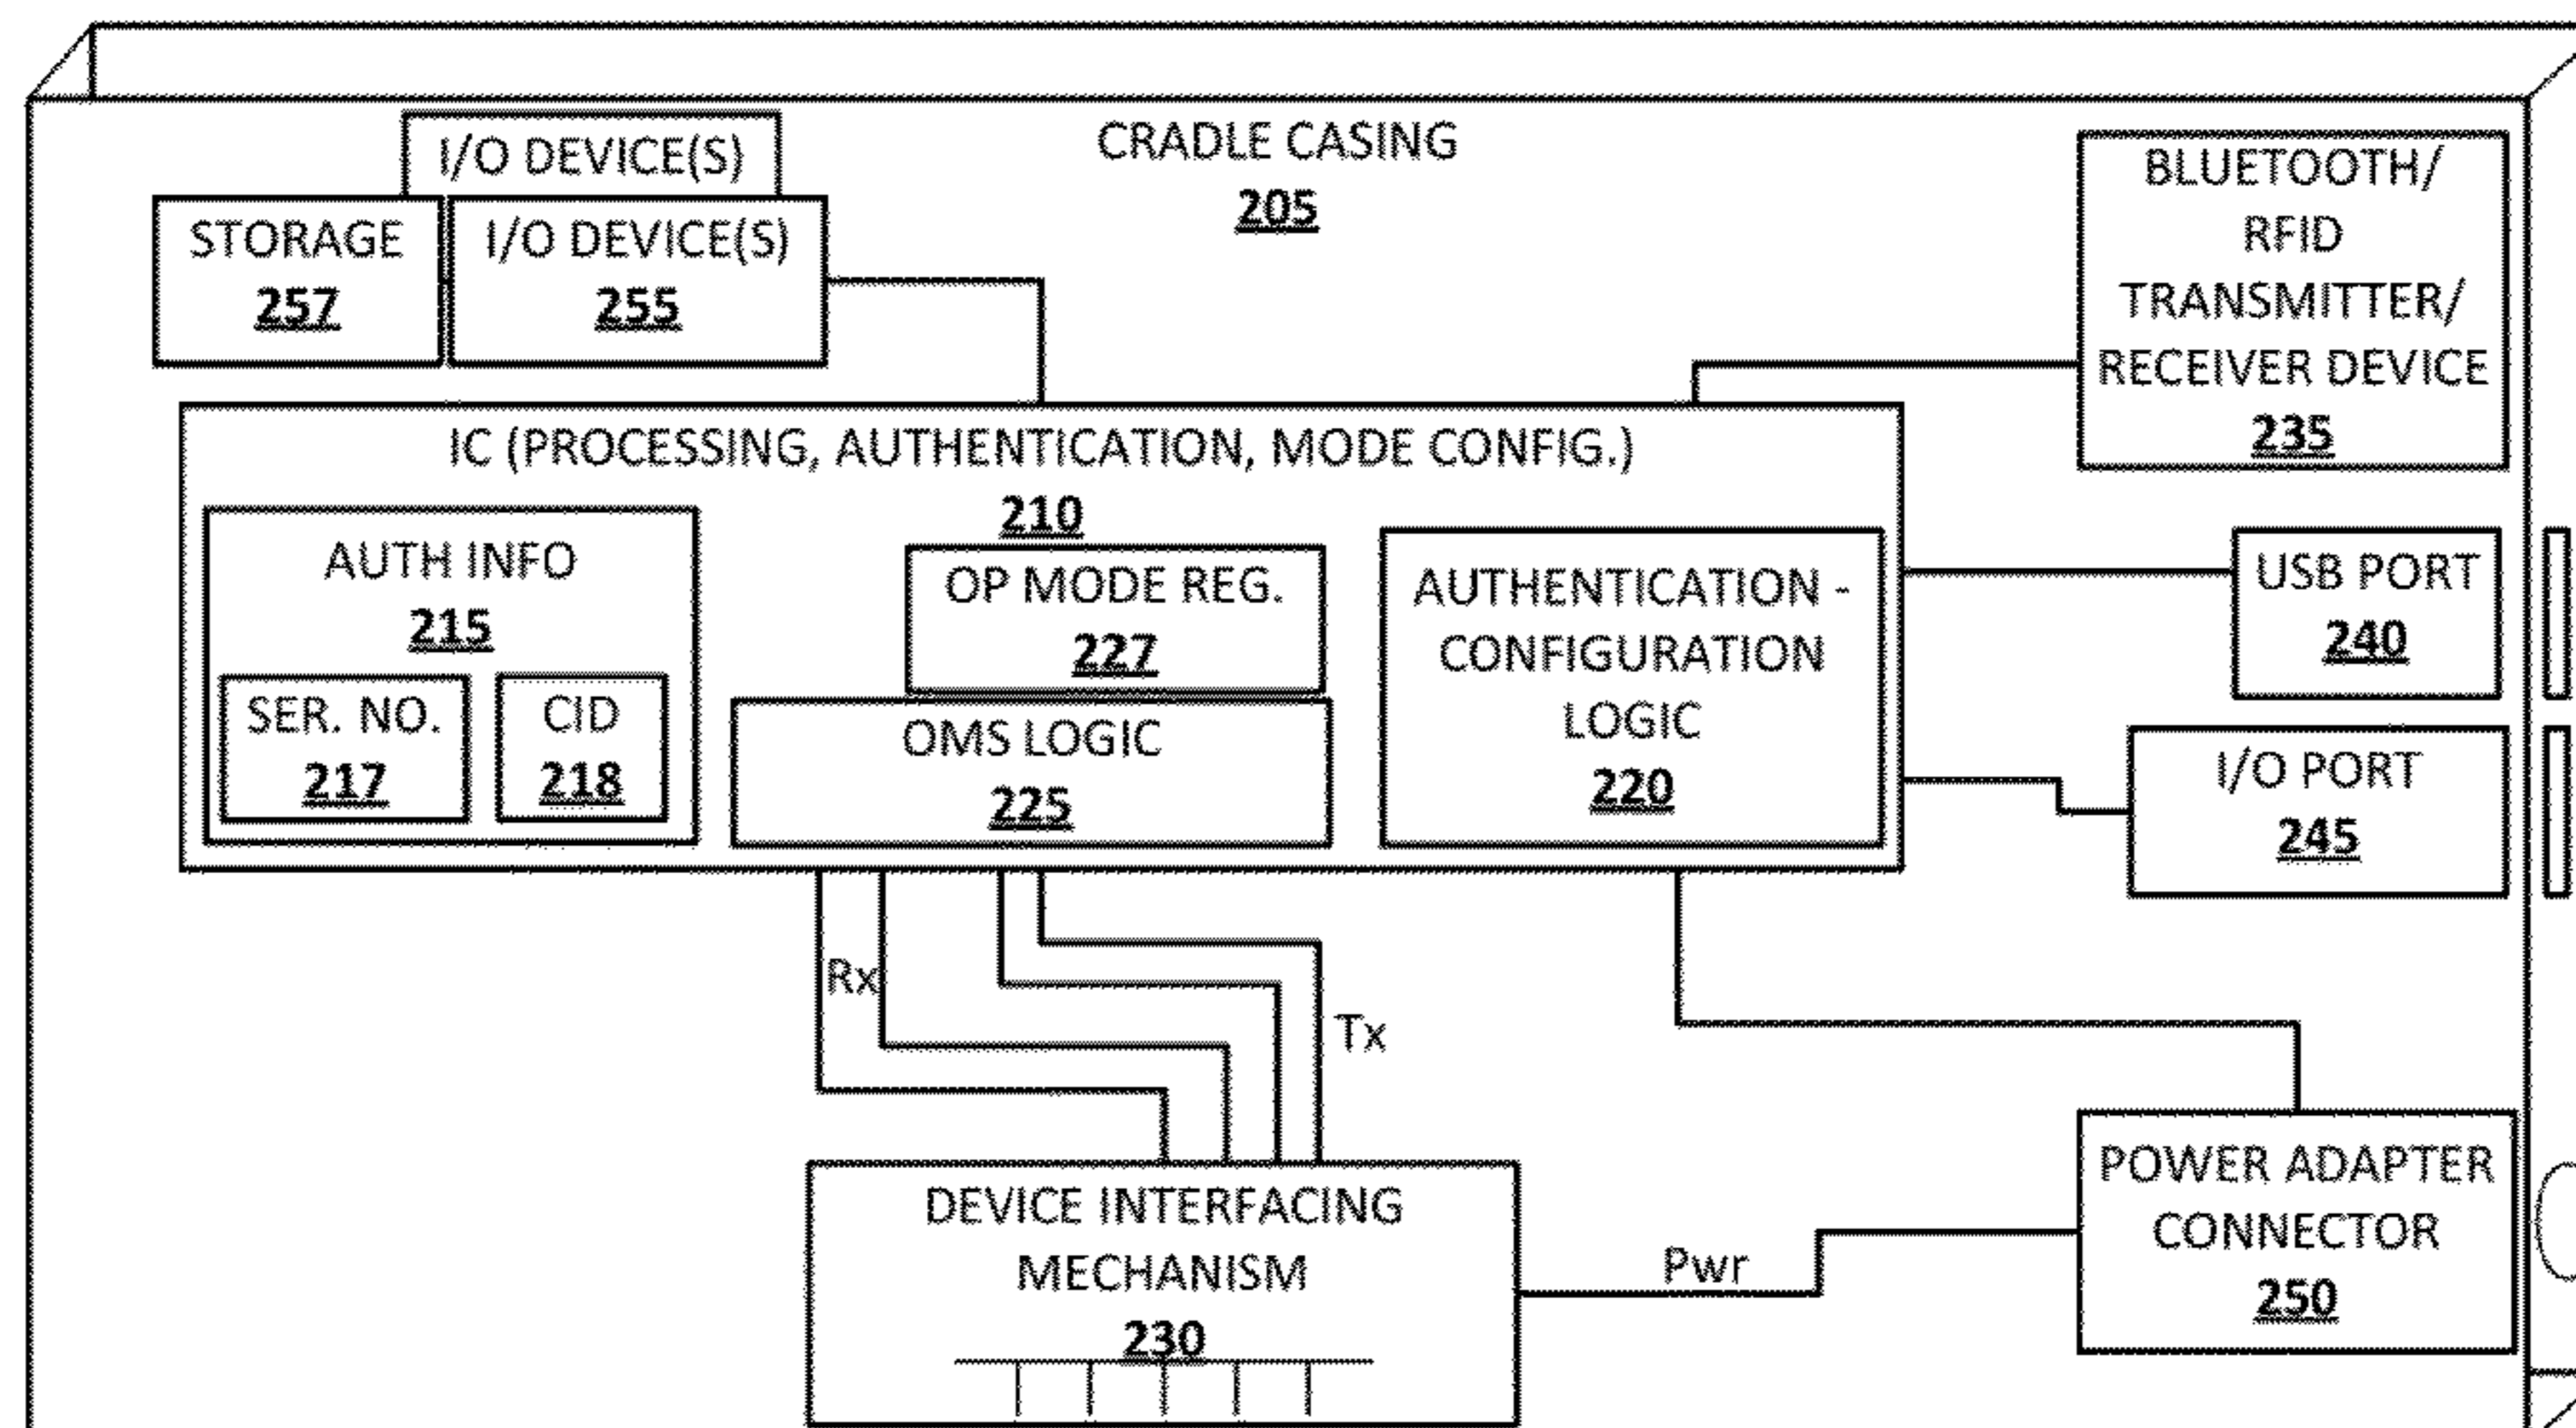 CRADLE CASING
205
I/O DEVICE(S)
STORAGE
257
I/O DEVICE(S)
255
BLUETOOTH/
RFID
TRANSMITTER/
RECEIVER DEVICE
235
IC (PROCESSING, AUTHENTICATION, MODE CONFIG.)
210
AUTH INFO
215
SER. NO.
217
CID
218
OP MODE REG.
227
OMS LOGIC
225
AUTHENTICATION -
CONFIGURATION
LOGIC
220
USB PORT
240
I/O PORT
245
Rx
Tx
DEVICE INTERFACING
MECHANISM
230
Pwr
POWER ADAPTER
CONNECTOR
250